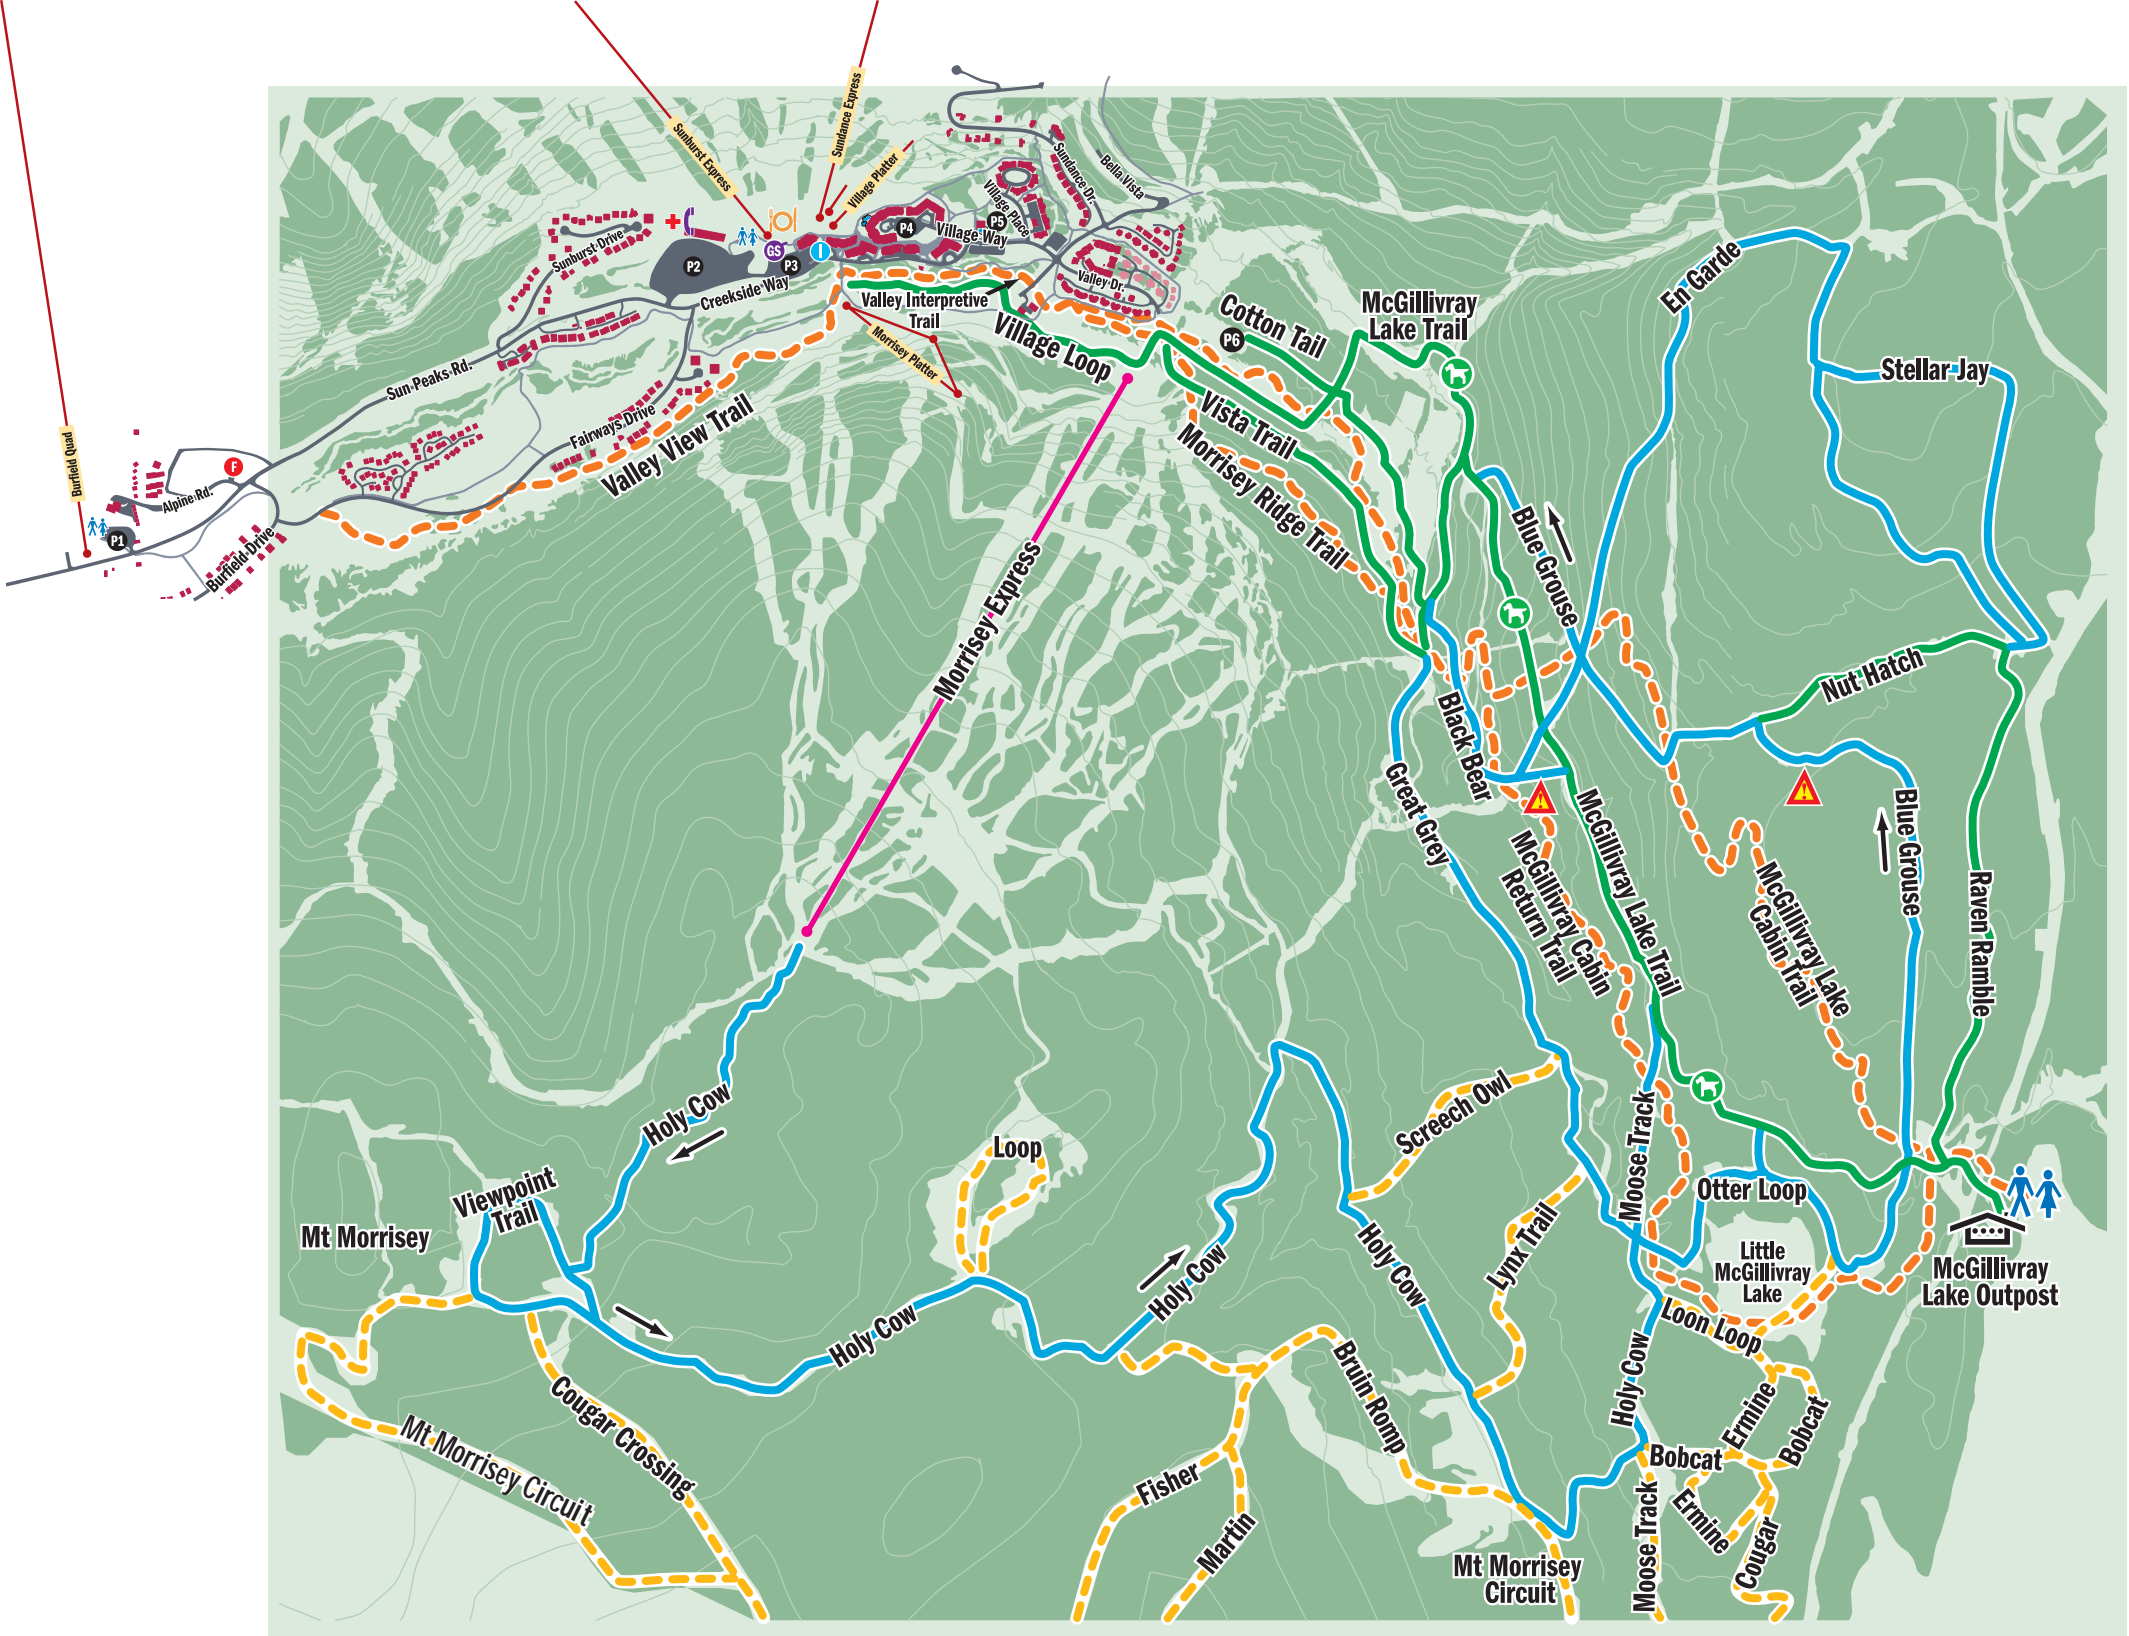 Sundance Express
Sunburst Express
Village Platter
Sundance Dr.
Bella Vista
Village Place
P4
P5
Village Way
Sunburst Drive
GS
I
P2
P3
Creekside Way
Valley Dr.
Valley Interpretive
Trail
Morrisey Platter
Village Loop
P6
Cotton Tail
McGillivray
Lake Trail
En Garde
Stellar Jay
Sun Peaks Rd.
Fairways Drive
Valley View Trail
Vista Trail
Morrisey Ridge Trail
Burfield Quad
F
Alpine Rd.
P1
Burfield Drive
Morrisey Express
Blue Grouse
Nut Hatch
Black Bear
Great Grey
McGillivray Lake Trail
McGillivray Cabin
Return Trail
McGillivray Lake
Cabin Trail
Blue Grouse
Raven Ramble
Holy Cow
Screech Owl
Loop
Viewpoint
Trail
Mt Morrisey
Moose Track
Otter Loop
Little
McGillivray
Lake
McGillivray
Lake Outpost
Lynx Trail
Holy Cow
Holy Cow
Holy Cow
Loon Loop
Holy Cow
Bruin Romp
Cougar Crossing
Mt Morrisey Circuit
Fisher
Martin
Ermine
Bobcat
Bobcat
Ermine
Cougar
Moose Track
Mt Morrisey
Circuit